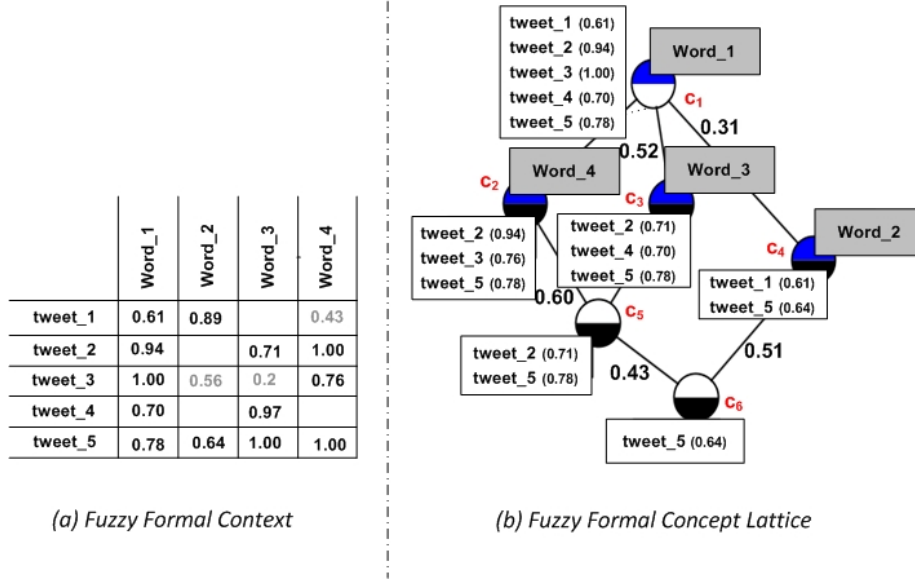 Word_1 Word_2 Word_3 Word_4
tweet_1 0.61 0.89 0.43
tweet_2 0.94 0.71 1.00
tweet_3 1.00 0.56 0.2 0.76
tweet_4 0.70 0.97
tweet_5 0.78 0.64 1.00 1.00
(a) Fuzzy Formal Context
(b)
tweet_1 (0.61)
tweet_2 (0.94)
tweet_3 (1.00)
tweet_4 (0.70)
tweet_5 (0.78)
Word_1
c1
0.31
0.52
c2
Word_4
Word_3
c3
Word_2
c4
tweet_2 (0.94)
tweet_3 (0.76)
tweet_5 (0.78)
tweet_2 (0.71)
tweet_4 (0.70)
tweet_5 (0.78)
tweet_1 (0.61)
tweet_5 (0.64)
0.60
c5
tweet_2 (0.71)
tweet_5 (0.78)
0.43
0.51
c6
tweet_5 (0.64)
(b) Fuzzy Formal Concept Lattice